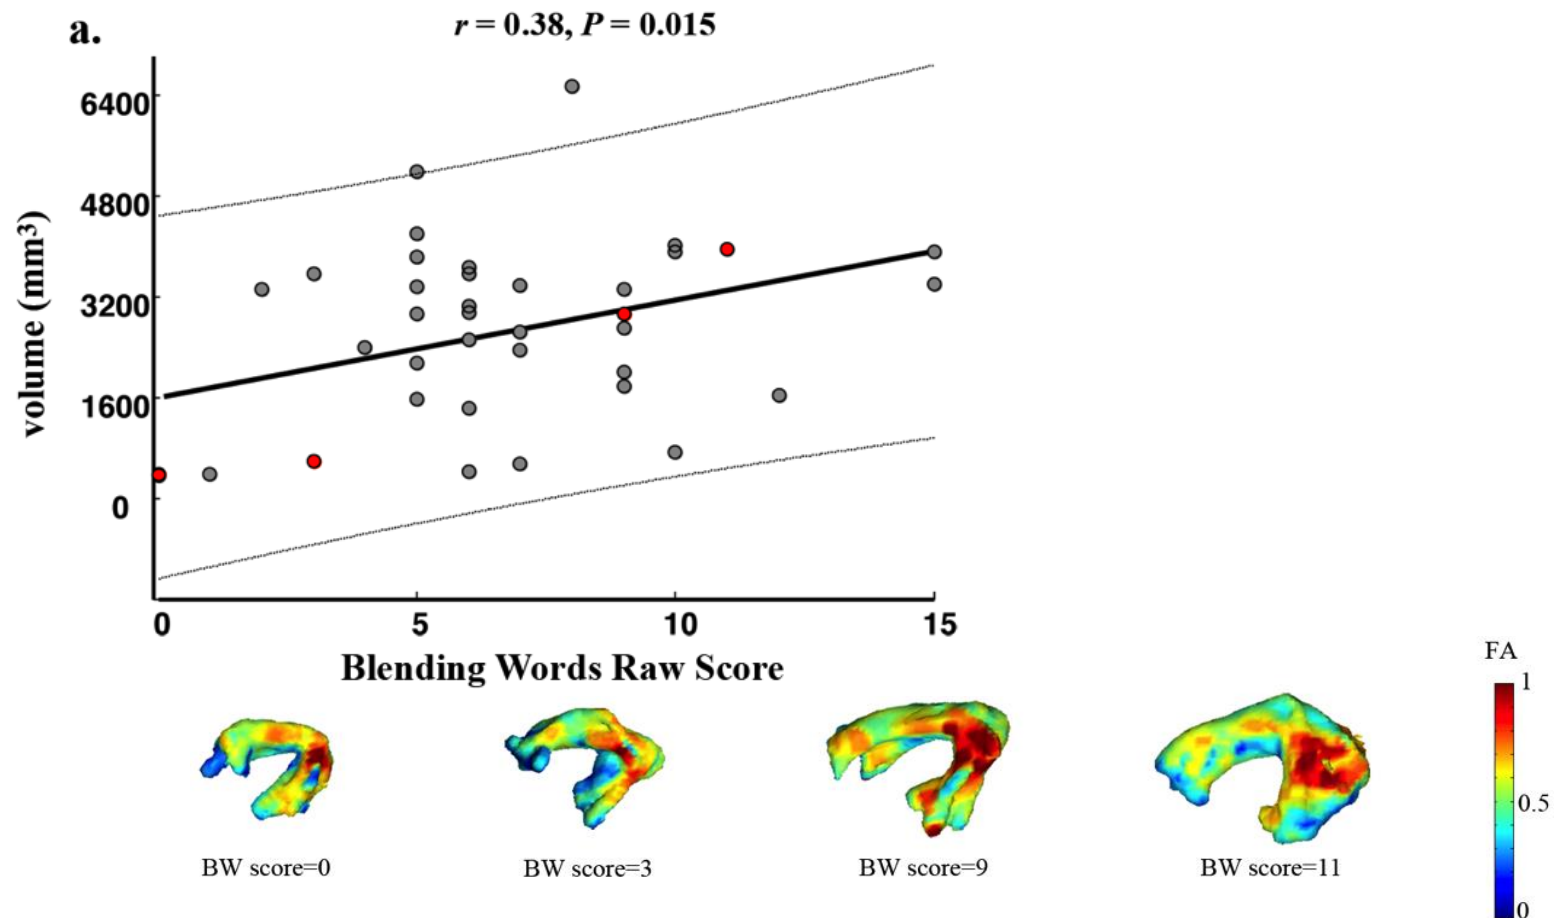 a.
r = 0.38, P = 0.015
volume (mm³)
6400
4800
3200
1600
0
0 5 10 15
Blending Words Raw Score
FA
1
0.5
0
BW score=0 BW score=3 BW score=9 BW score=11